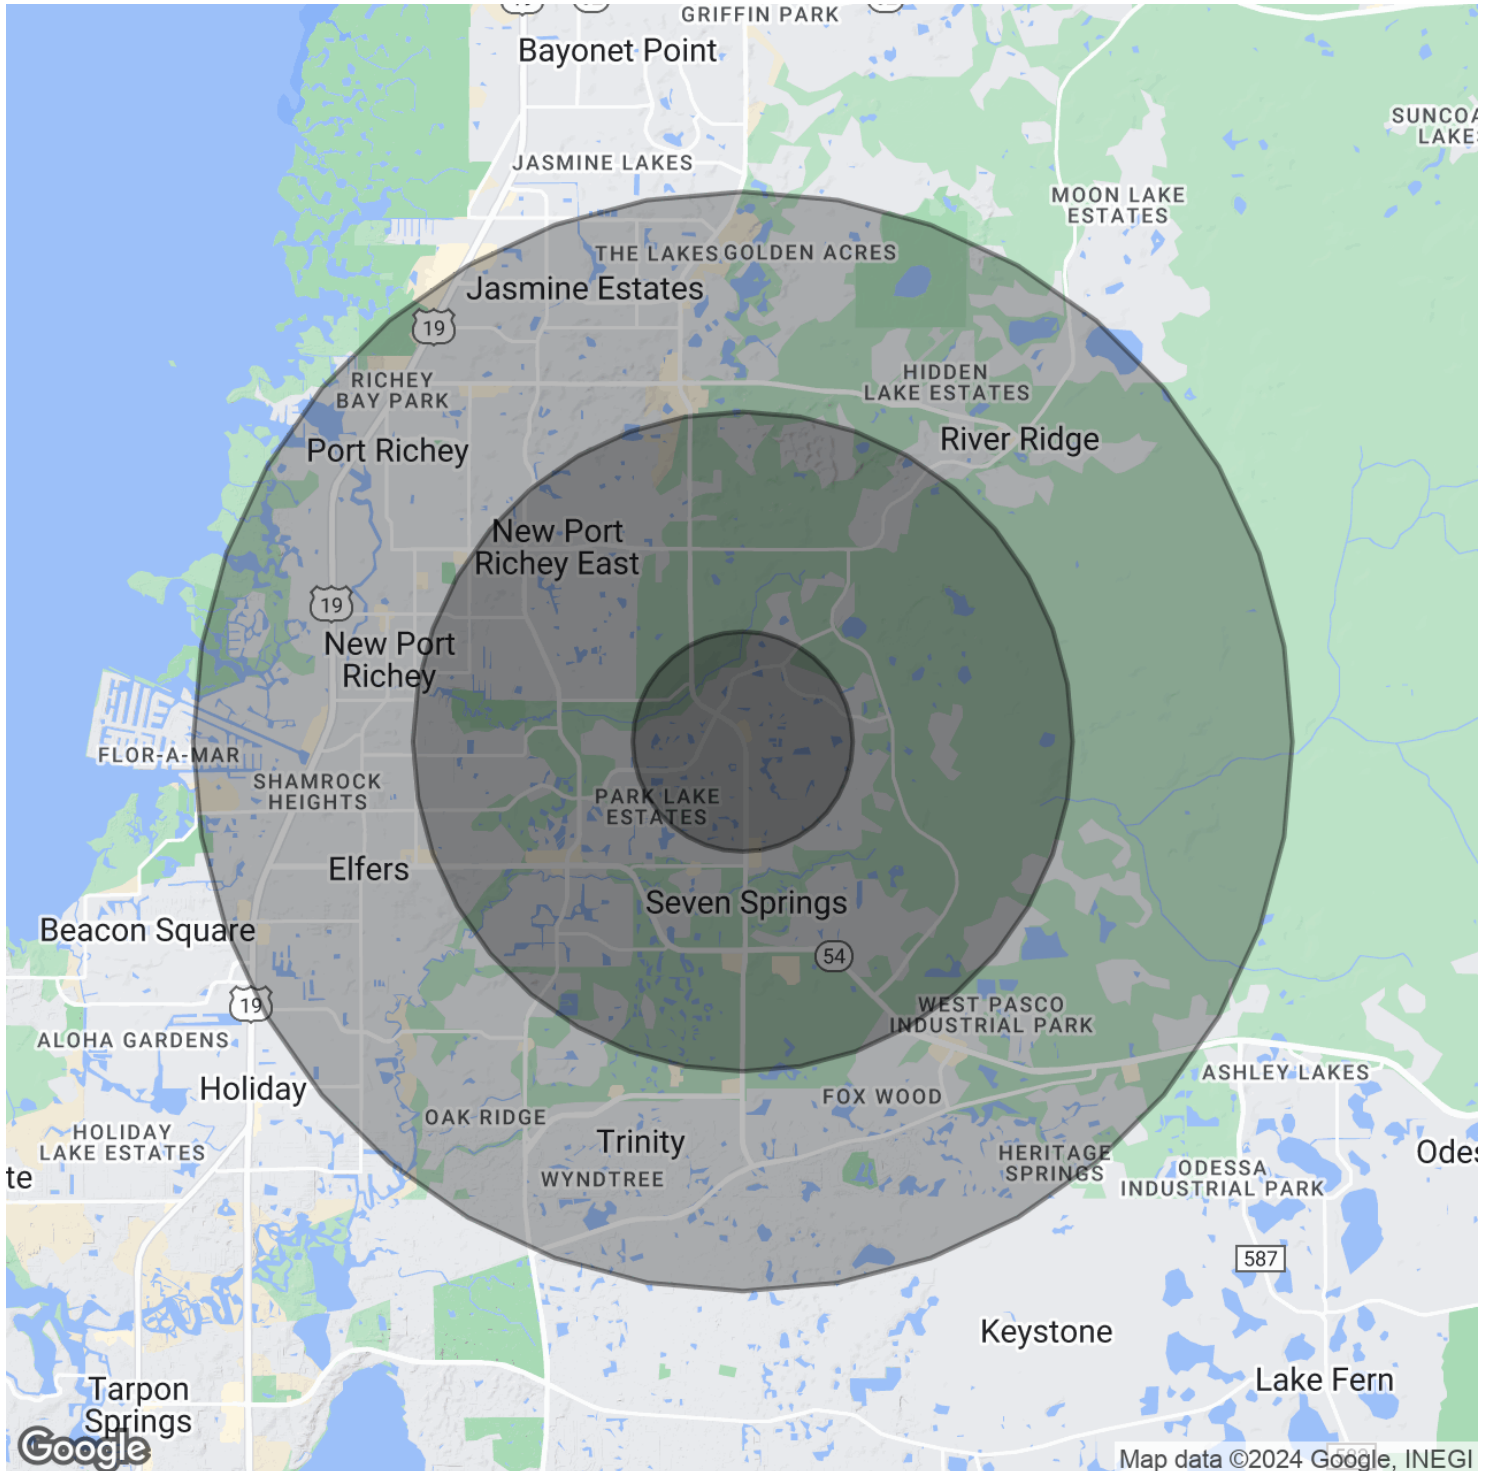 GRIFFIN PARK
Bayonet Point
SUNCOA
LAKE
JASMINE LAKES
MOON LAKE
ESTATES
THE LAKES
GOLDEN ACRES
Jasmine Estates
19
RICHEY
BAY PARK
HIDDEN
LAKE ESTATES
Port Richey
River Ridge
New Port
Richey East
19
New Port
Richey
FLOR-A-MAR
SHAMROCK
HEIGHTS
PARK LAKE
ESTATES
Elfers
Seven Springs
Beacon Square
54
19
WEST PASCO
INDUSTRIAL PARK
ALOHA GARDENS
ASHLEY LAKES
Holiday
FOX WOOD
OAK RIDGE
HOLIDAY
LAKE ESTATES
Trinity
HERITAGE
SPRINGS
Odes
te
WYNDTREE
ODESSA
INDUSTRIAL PARK
587
Keystone
Lake Fern
Tarpon
Springs
Google
Map data ©2024 Google, INEGI